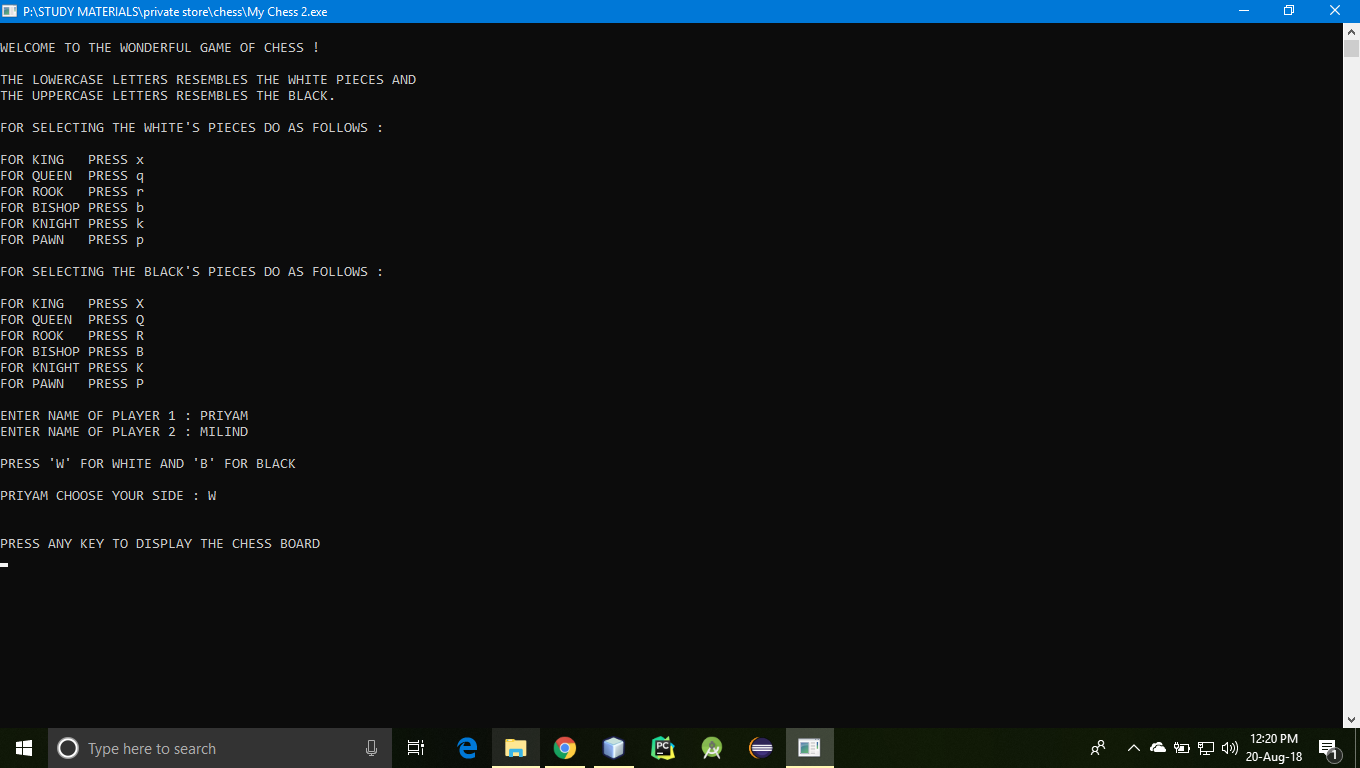 P:\STUDY MATERIALS\private store\chess\My Chess 2.exe
WELCOME TO THE WONDERFUL GAME OF CHESS !
THE LOWERCASE LETTERS RESEMBLES THE WHITE PIECES AND
THE UPPERCASE LETTERS RESEMBLES THE BLACK.
FOR SELECTING THE WHITE'S PIECES DO AS FOLLOWS :
FOR KING   PRESS x
FOR QUEEN  PRESS q
FOR ROOK   PRESS r
FOR BISHOP PRESS b
FOR KNIGHT PRESS k
FOR PAWN   PRESS p
FOR SELECTING THE BLACK'S PIECES DO AS FOLLOWS :
FOR KING   PRESS X
FOR QUEEN  PRESS Q
FOR ROOK   PRESS R
FOR BISHOP PRESS B
FOR KNIGHT PRESS K
FOR PAWN   PRESS P
ENTER NAME OF PLAYER 1 : PRIYAM
ENTER NAME OF PLAYER 2 : MILIND
PRESS 'W' FOR WHITE AND 'B' FOR BLACK
PRIYAM CHOOSE YOUR SIDE : W
PRESS ANY KEY TO DISPLAY THE CHESS BOARD
Type here to search
PC
12:20 PM
20-Aug-18
1